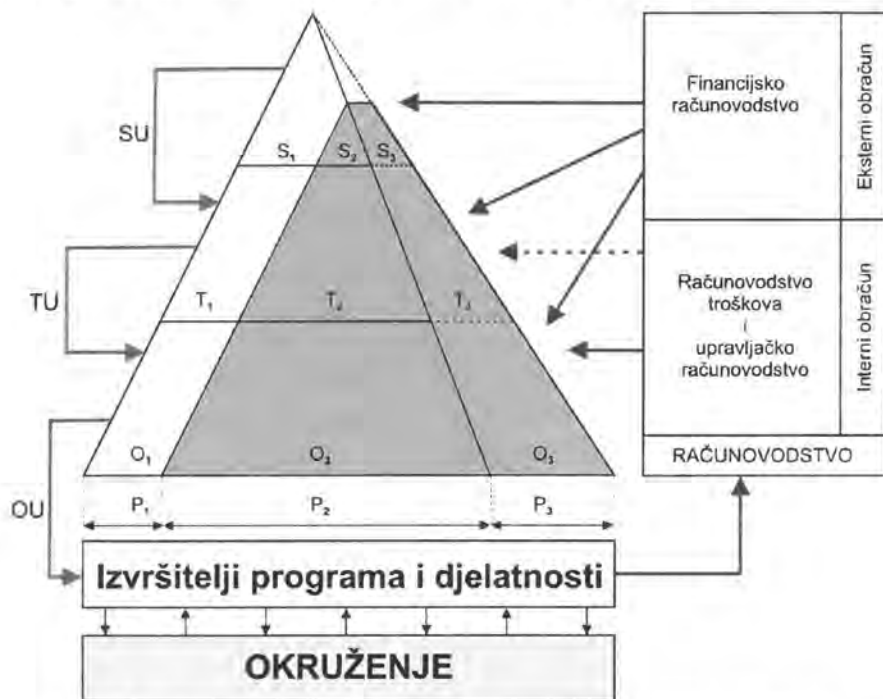 SU
TU
OU
S₁ S₂ S₃
T₁ T₂ T₃
O₁ O₂ O₃
P₁ P₂ P₃
Izvršitelji programa i djelatnosti
OKRUŽENJE
Financijsko
računovodstvo
Eksterni obračun
Računovodstvo
troškova
i
upravljačko
računovodstvo
Interni obračun
RAČUNOVODSTVO